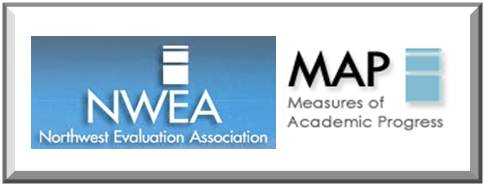 NWEA
Northwest Evaluation Association
MAP
Measures of
Academic Progress